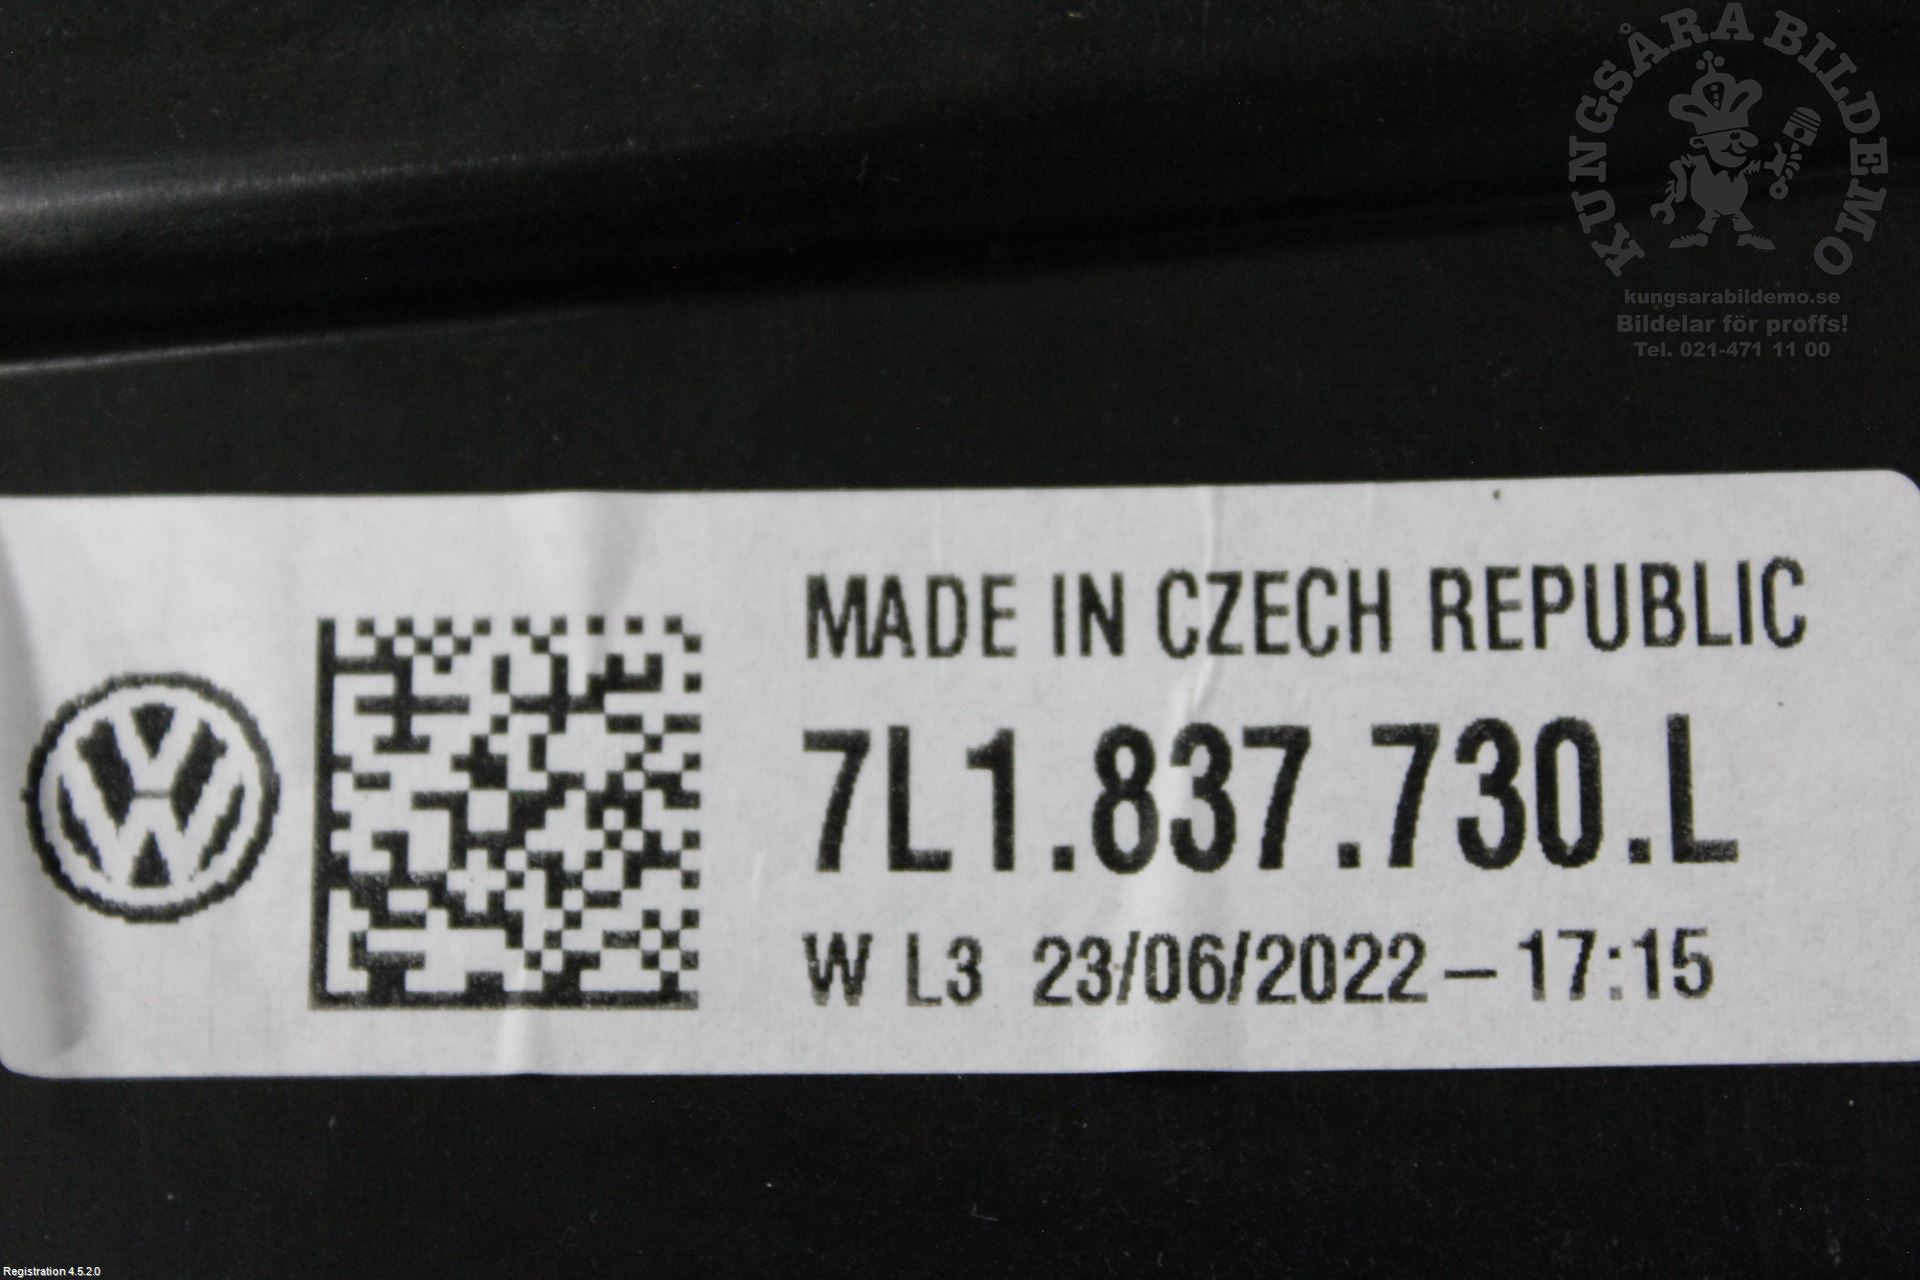 KUNGSÅRA BILDEMO
kungsarabildemo.se
Bildelar för proffs!
Tel. 021-471 11 00
MADE IN CZECH REPUBLIC
7L1.837.730.L
W L3 23/06/2022 – 17:15
Registration 4.5.2.0